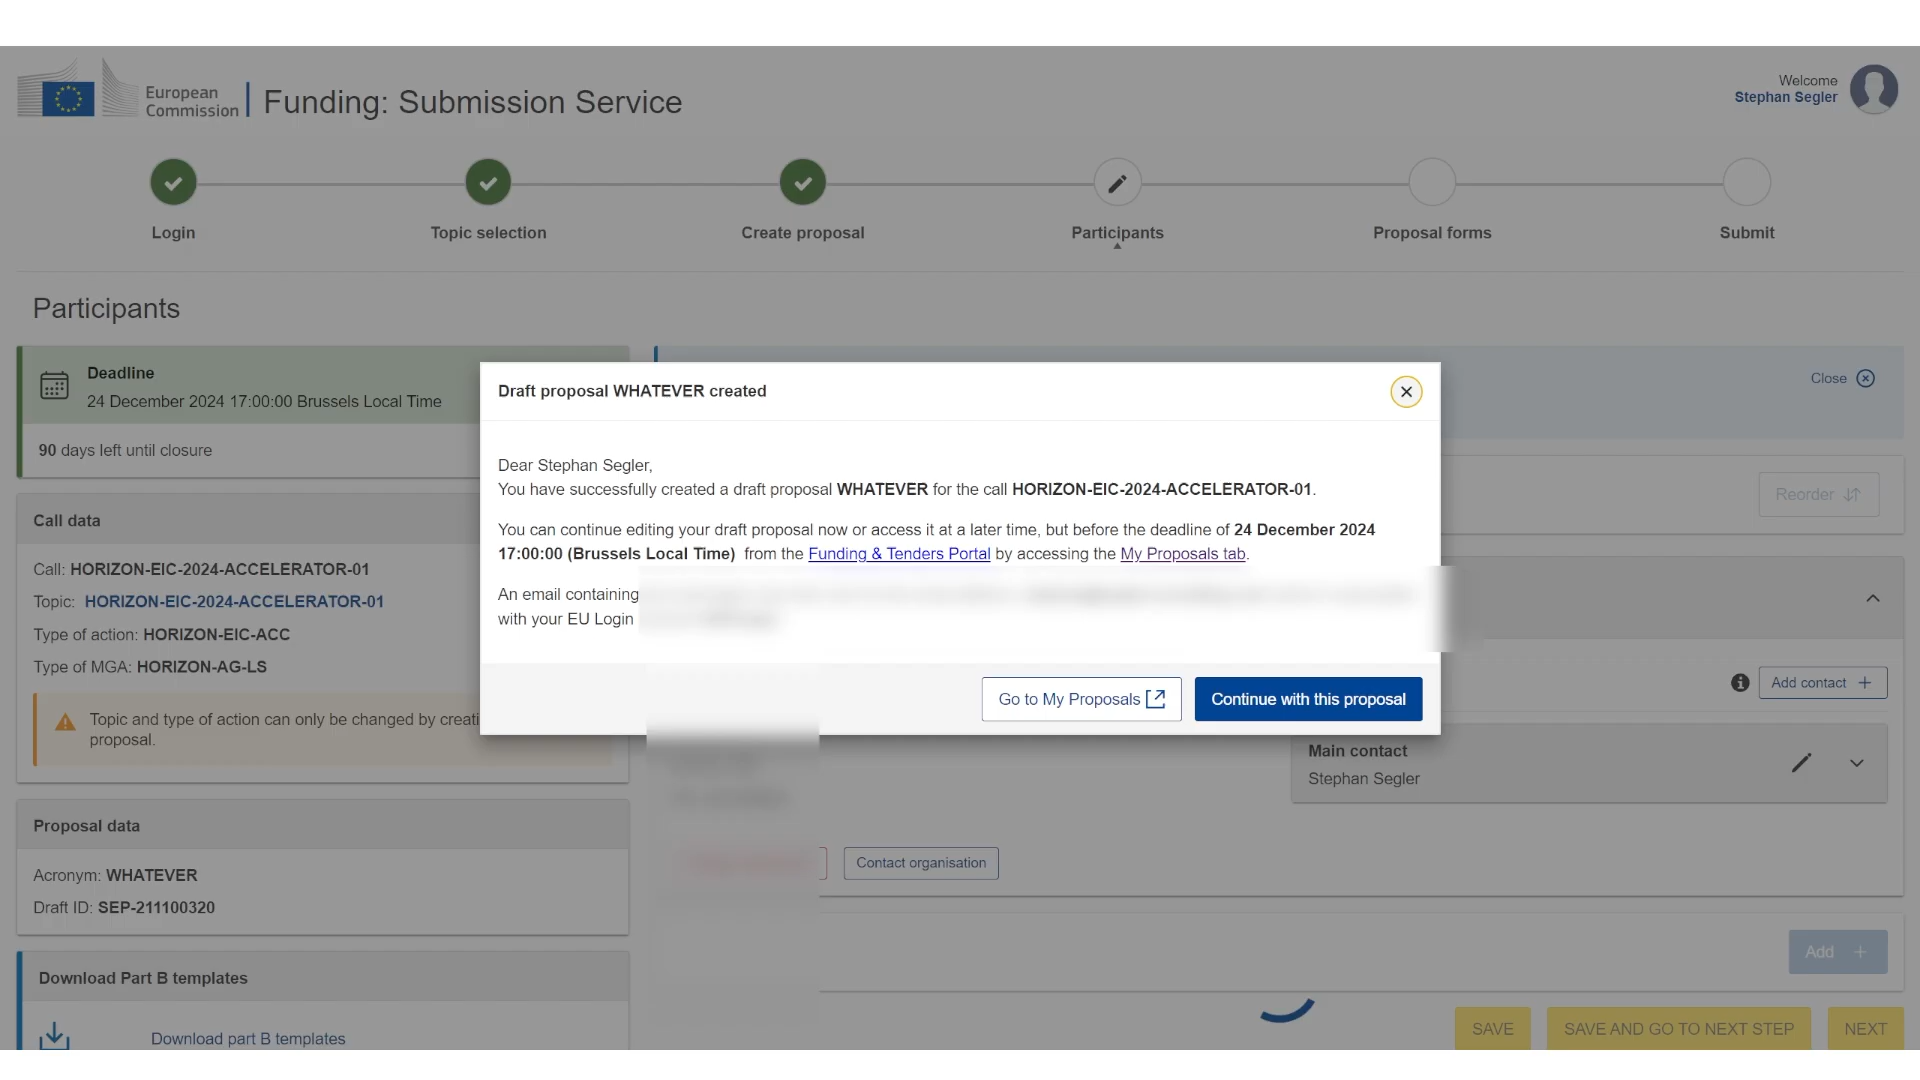 European
Commission
Funding: Submission Service
Welcome
Stephan Segler
Login
Topic selection
Create proposal
Participants
Proposal forms
Submit
Participants
Deadline
24 December 2024 17:00:00 Brussels Local Time
90 days left until closure
Call data
Call: HORIZON-EIC-2024-ACCELERATOR-01
Topic: HORIZON-EIC-2024-ACCELERATOR-01
Type of action: HORIZON-EIC-ACC
Type of MGA: HORIZON-AG-LS
Topic and type of action can only be changed by creati
proposal.
Proposal data
Acronym: WHATEVER
Draft ID: SEP-211100320
Download Part B templates
Download part B templates
Draft proposal WHATEVER created
Dear Stephan Segler,
You have successfully created a draft proposal WHATEVER for the call HORIZON-EIC-2024-ACCELERATOR-01.
You can continue editing your draft proposal now or access it at a later time, but before the deadline of 24 December 2024
17:00:00 (Brussels Local Time) from the Funding & Tenders Portal by accessing the My Proposals tab.
An email containing
with your EU Login
Go to My Proposals
Continue with this proposal
Close
Reorder
Add contact
Main contact
Stephan Segler
Contact organisation
Add
SAVE
SAVE AND GO TO NEXT STEP
NEXT